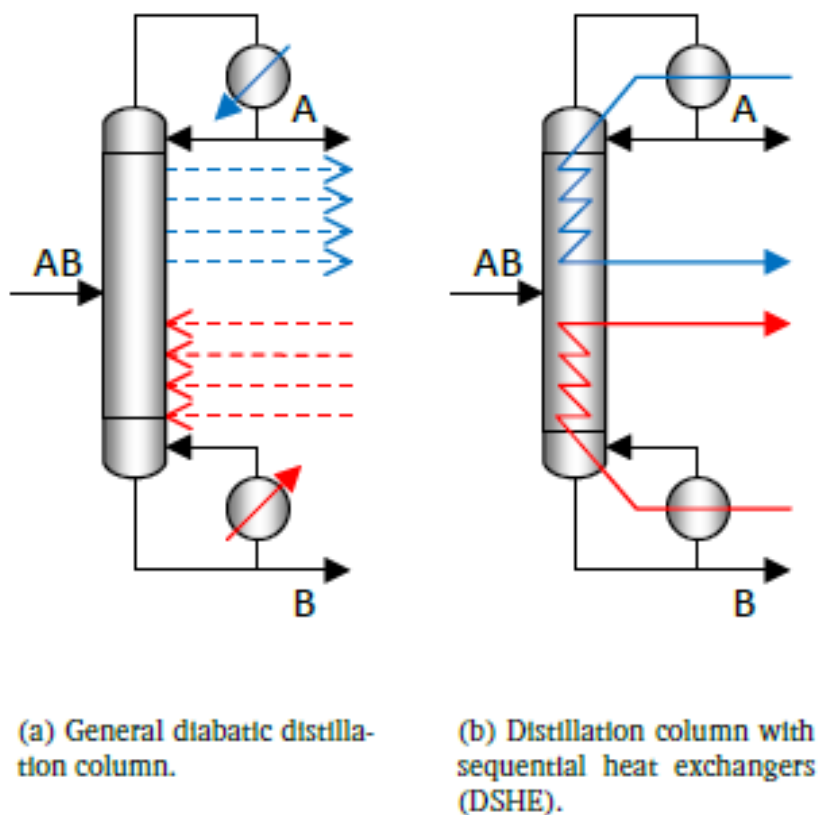 A
A
AB
AB
B
B
(a) General diabatic distilla-
tion column.
(b) Distillation column with
sequential heat exchangers
(DSHE).